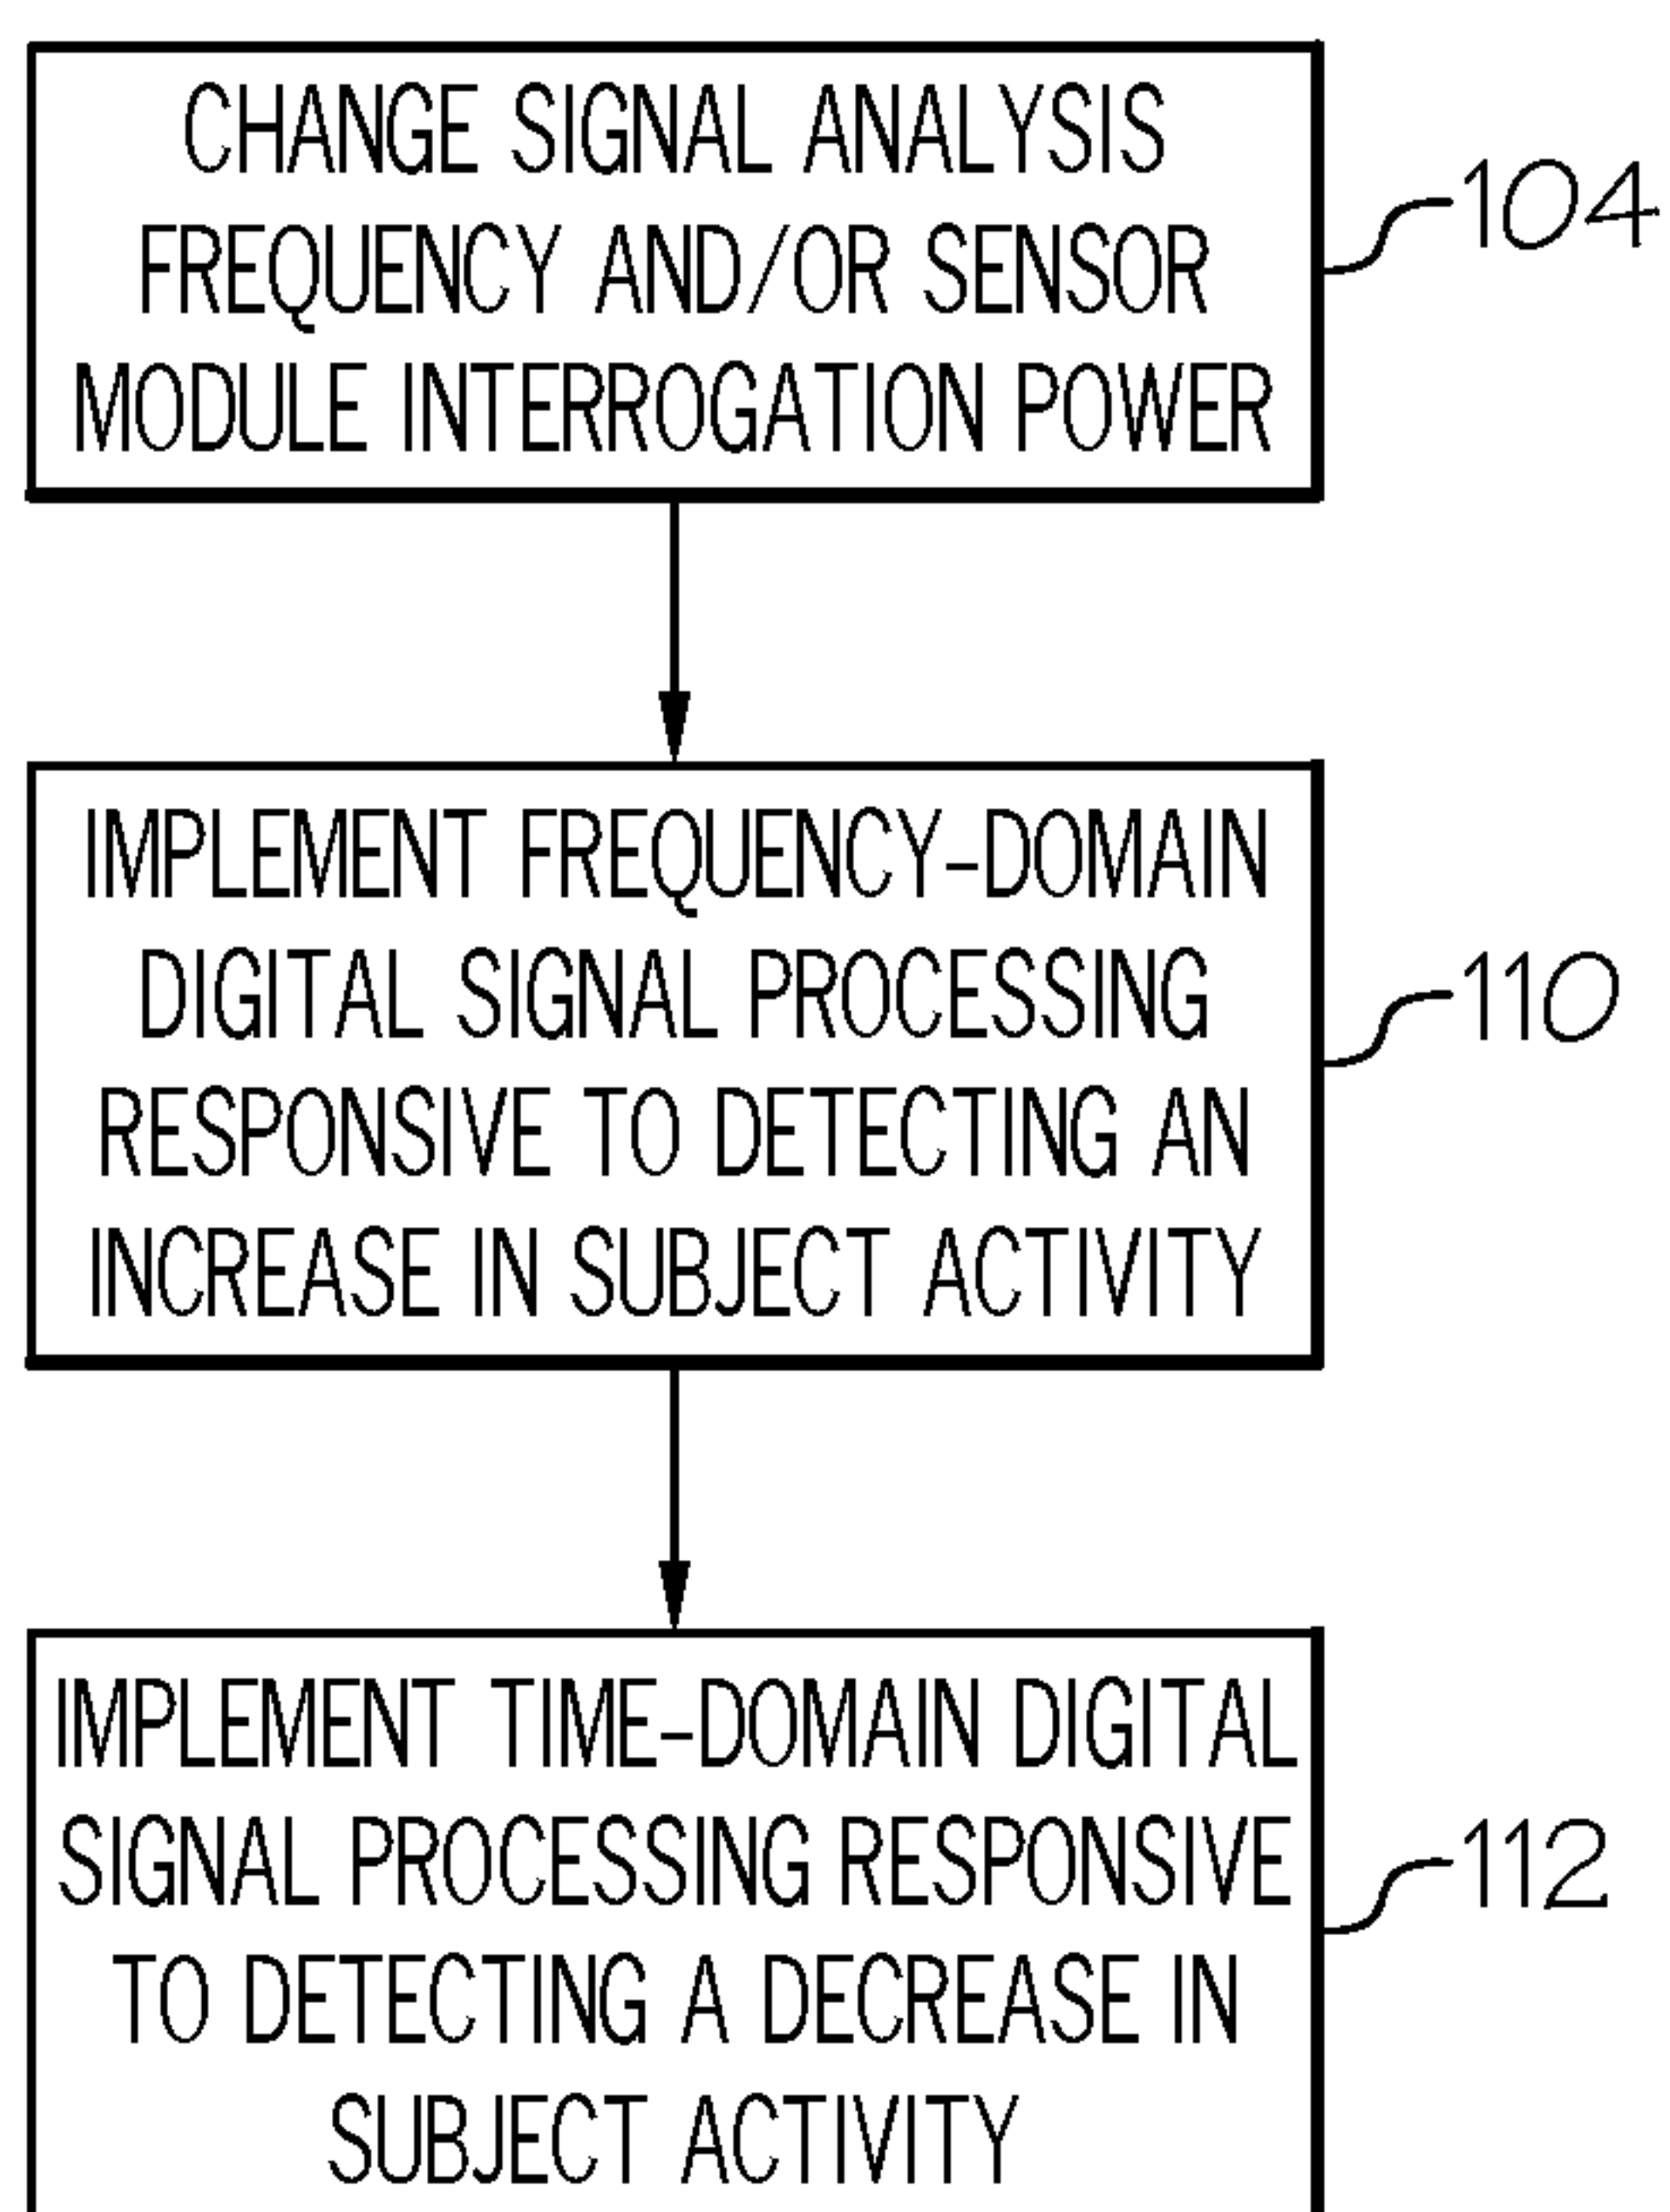 CHANGE SIGNAL ANALYSIS
FREQUENCY AND/OR SENSOR
MODULE INTERROGATION POWER
104
IMPLEMENT FREQUENCY-DOMAIN
DIGITAL SIGNAL PROCESSING
RESPONSIVE TO DETECTING AN
INCREASE IN SUBJECT ACTIVITY
110
IMPLEMENT TIME-DOMAIN DIGITAL
SIGNAL PROCESSING RESPONSIVE
TO DETECTING A DECREASE IN
SUBJECT ACTIVITY
112